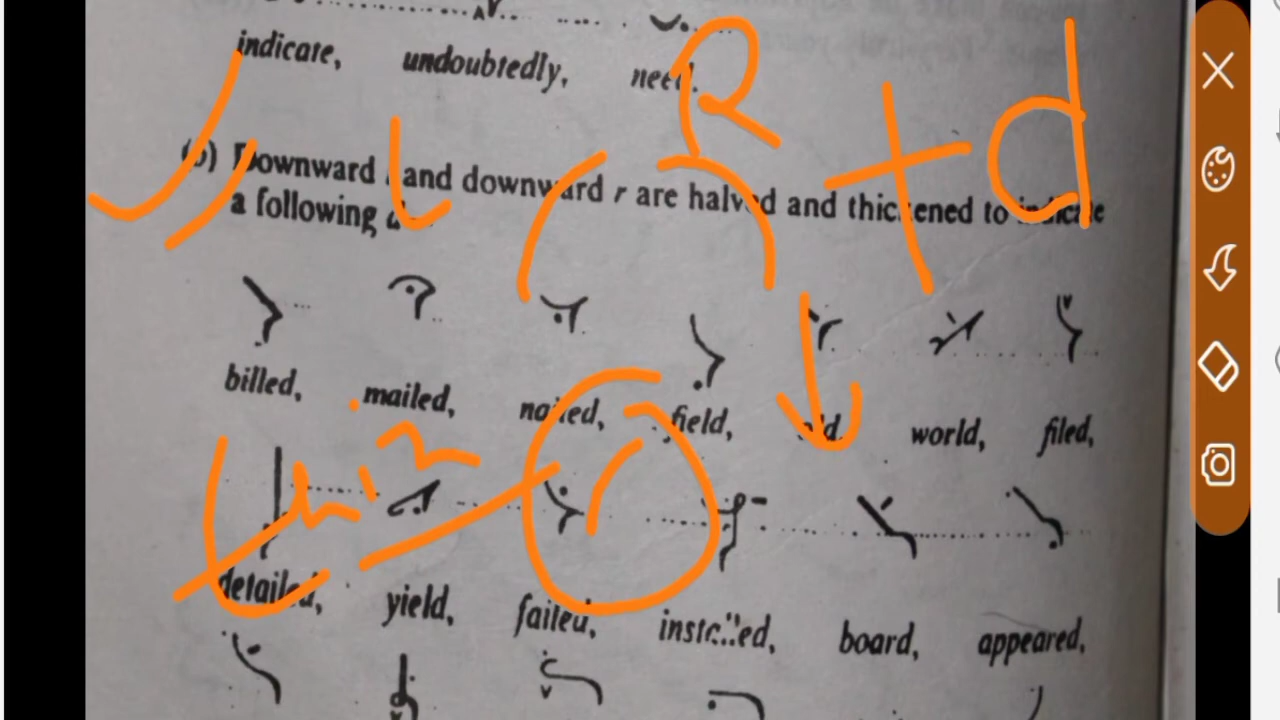 indicate, undoubtedly, need.
R + d
(b) Downward l and downward r are halved and thickened to indicate
a following d
billed, mailed, nailed, field, old, world, filed,
detailed, yield, failed, installed, board, appeared,